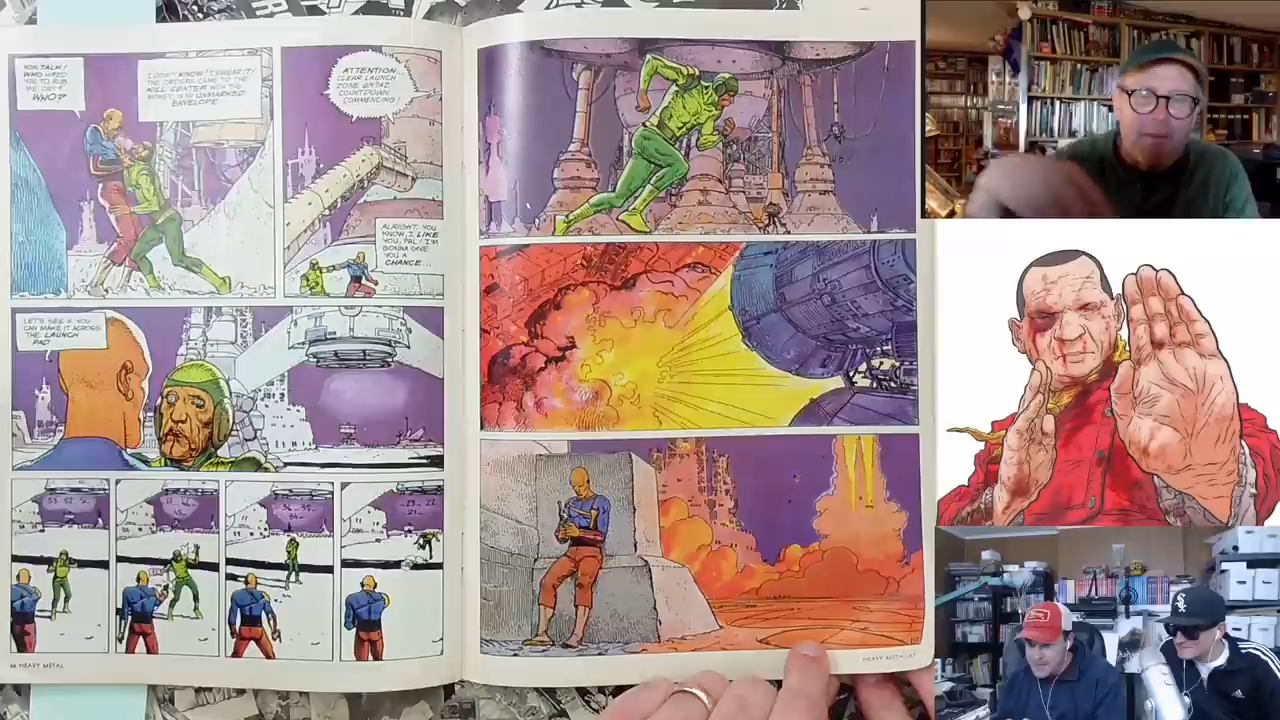 YOU TALK!
WHO HIRED
YOU TO RUB
ME OUT?
WHO?
I DON'T KNOW! I SWEAR IT!
THE ORDERS CAME TO THE
KILL CENTER WITH THE
MONEY, IN AN UNMARKED
ENVELOPE
ATTENTION...
CLEAR LAUNCH
ZONE
COUNTDOWN
COMMENCING!
ALRIGHT, YOU
KNOW, I LIKE
YOU, PAL! I'M
GONNA GIVE
YOU A
CHANCE...
LET'S SEE IF YOU
CAN MAKE IT ACROSS
THE LAUNCH
PAD
HEAVY METAL
HEAVY METAL